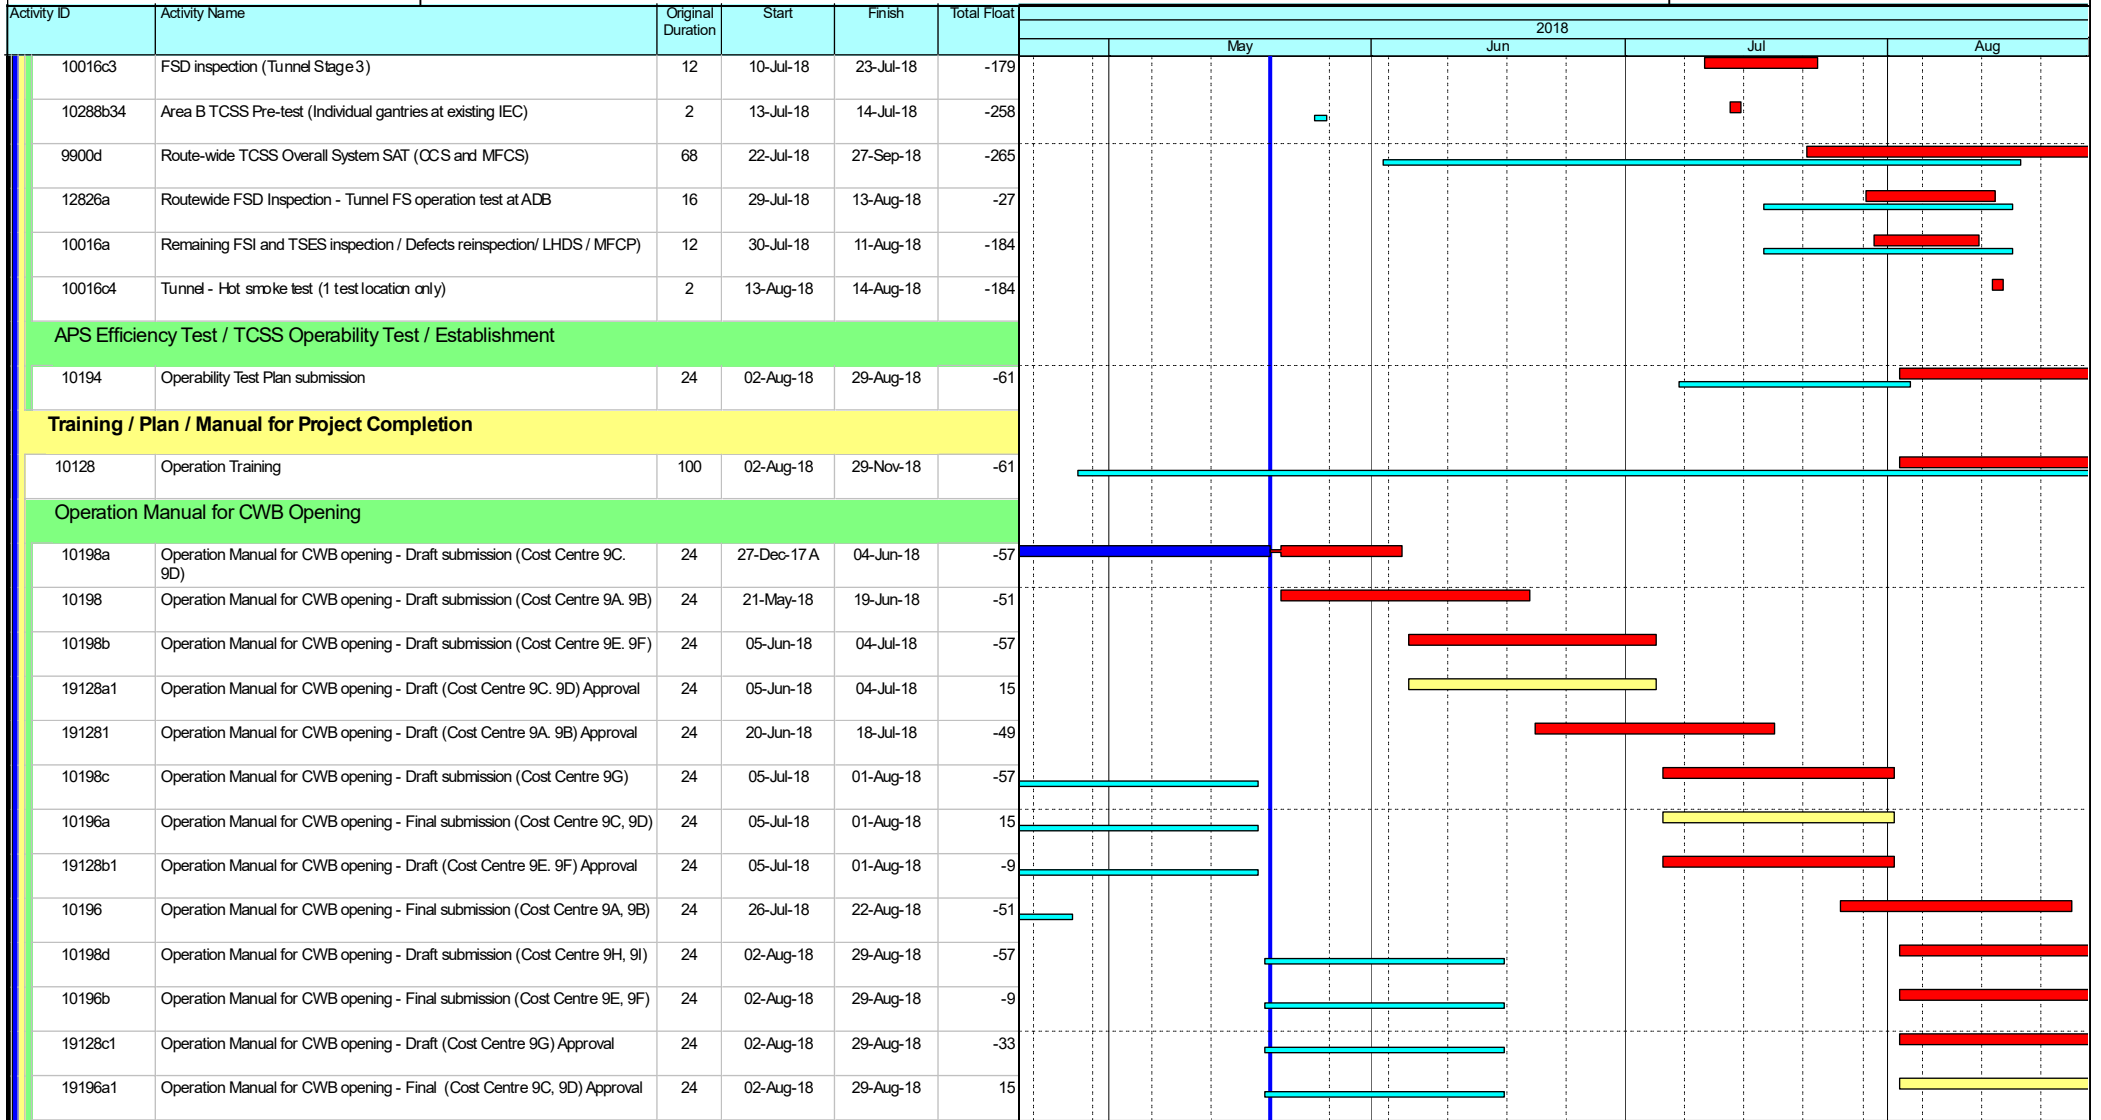 Activity ID Activity Name Original Duration Start Finish Total Float
2018
May Jun Jul Aug
10016c3 FSD inspection (Tunnel Stage 3) 12 10-Jul-18 23-Jul-18 -179
10288b34 Area B TCSS Pre-test (Individual gantries at existing IEC) 2 13-Jul-18 14-Jul-18 -258
9900d Route-wide TCSS Overall System SAT (CCS and MFCS) 68 22-Jul-18 27-Sep-18 -265
12826a Routewide FSD Inspection - Tunnel FS operation test at ADB 16 29-Jul-18 13-Aug-18 -27
10016a Remaining FSI and TSES inspection / Defects reinspection/ LHDS / MFCP) 12 30-Jul-18 11-Aug-18 -184
10016c4 Tunnel - Hot smoke test (1 test location only) 2 13-Aug-18 14-Aug-18 -184
APS Efficiency Test / TCSS Operability Test / Establishment
10194 Operability Test Plan submission 24 02-Aug-18 29-Aug-18 -61
Training / Plan / Manual for Project Completion
10128 Operation Training 100 02-Aug-18 29-Nov-18 -61
Operation Manual for CWB Opening
10198a Operation Manual for CWB opening - Draft submission (Cost Centre 9C. 24 27-Dec-17 A 04-Jun-18 -57
9D)
10198 Operation Manual for CWB opening - Draft submission (Cost Centre 9A. 9B) 24 21-May-18 19-Jun-18 -51
10198b Operation Manual for CWB opening - Draft submission (Cost Centre 9E. 9F) 24 05-Jun-18 04-Jul-18 -57
19128a1 Operation Manual for CWB opening - Draft (Cost Centre 9C. 9D) Approval 24 05-Jun-18 04-Jul-18 15
191281 Operation Manual for CWB opening - Draft (Cost Centre 9A. 9B) Approval 24 20-Jun-18 18-Jul-18 -49
10198c Operation Manual for CWB opening - Draft submission (Cost Centre 9G) 24 05-Jul-18 01-Aug-18 -57
10196a Operation Manual for CWB opening - Final submission (Cost Centre 9C, 9D) 24 05-Jul-18 01-Aug-18 15
19128b1 Operation Manual for CWB opening - Draft (Cost Centre 9E. 9F) Approval 24 05-Jul-18 01-Aug-18 -9
10196 Operation Manual for CWB opening - Final submission (Cost Centre 9A, 9B) 24 26-Jul-18 22-Aug-18 -51
10198d Operation Manual for CWB opening - Draft submission (Cost Centre 9H, 9I) 24 02-Aug-18 29-Aug-18 -57
10196b Operation Manual for CWB opening - Final submission (Cost Centre 9E, 9F) 24 02-Aug-18 29-Aug-18 -9
19128c1 Operation Manual for CWB opening - Draft (Cost Centre 9G) Approval 24 02-Aug-18 29-Aug-18 -33
19196a1 Operation Manual for CWB opening - Final (Cost Centre 9C, 9D) Approval 24 02-Aug-18 29-Aug-18 15